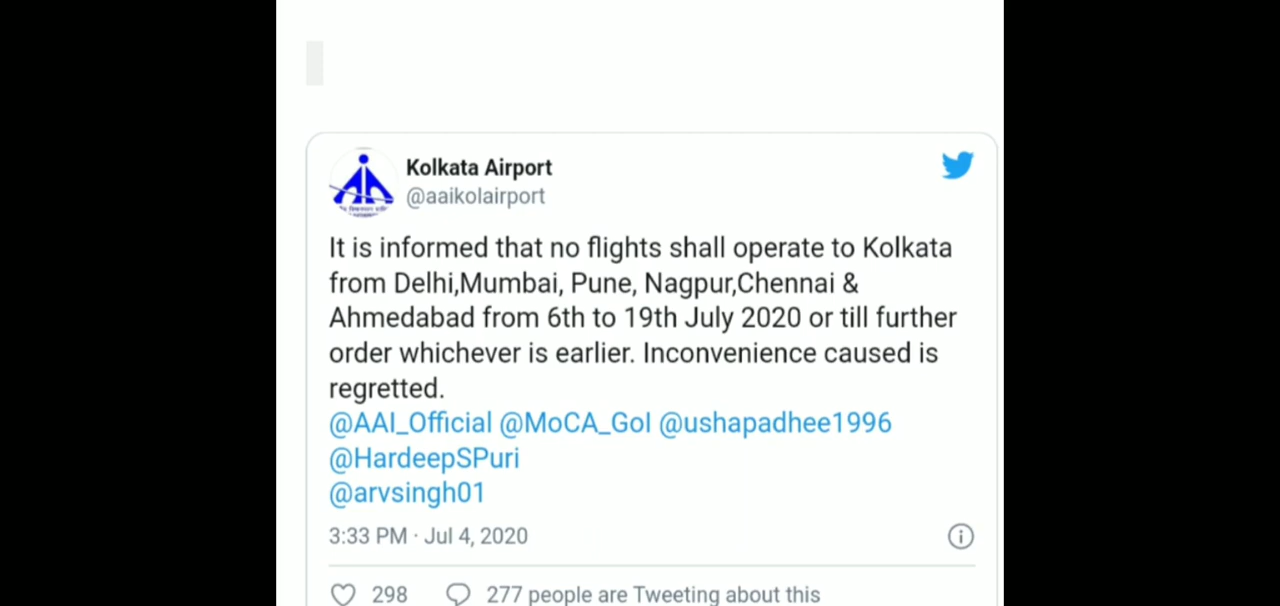 Kolkata Airport
@aaikolairport
It is informed that no flights shall operate to Kolkata
from Delhi,Mumbai, Pune, Nagpur,Chennai &
Ahmedabad from 6th to 19th July 2020 or till further
order whichever is earlier. Inconvenience caused is
regretted.
@AAI_Official @MoCA_GoI @ushapadhee1996
@HardeepSPuri
@arvsingh01
3:33 PM · Jul 4, 2020
298 277 people are Tweeting about this